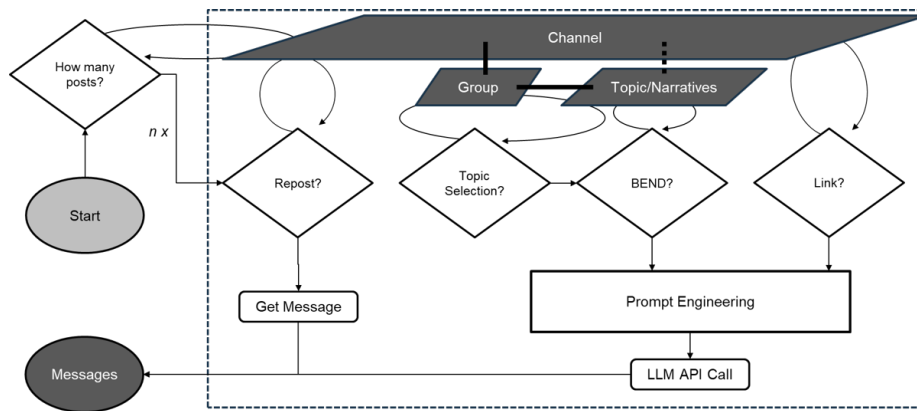 Channel
How many
posts?
Group
Topic/Narratives
n x
Repost?
Topic
Selection?
BEND?
Link?
Start
Get Message
Prompt Engineering
Messages
LLM API Call